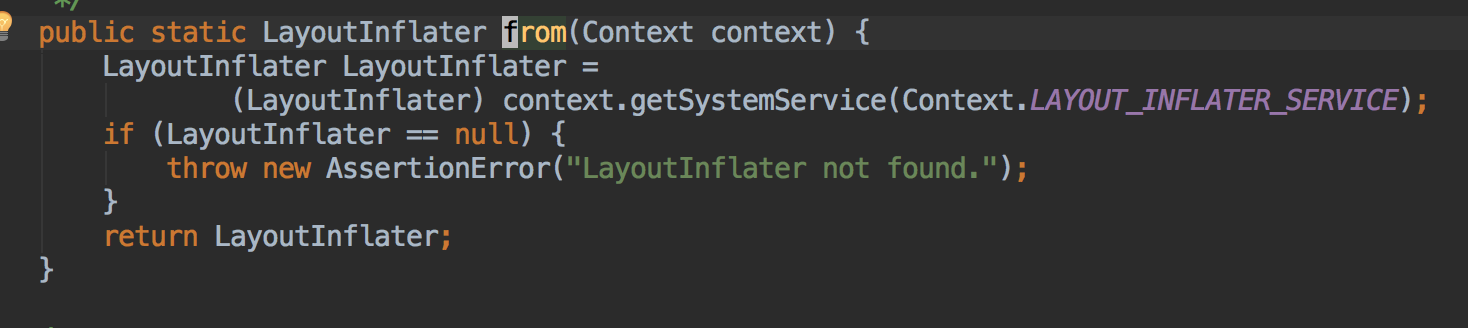 */
public static LayoutInflater from(Context context) {
LayoutInflater LayoutInflater =
(LayoutInflater) context.getSystemService(Context.LAYOUT_INFLATER_SERVICE);
if (LayoutInflater == null) {
throw new AssertionError("LayoutInflater not found.");
}
return LayoutInflater;
}